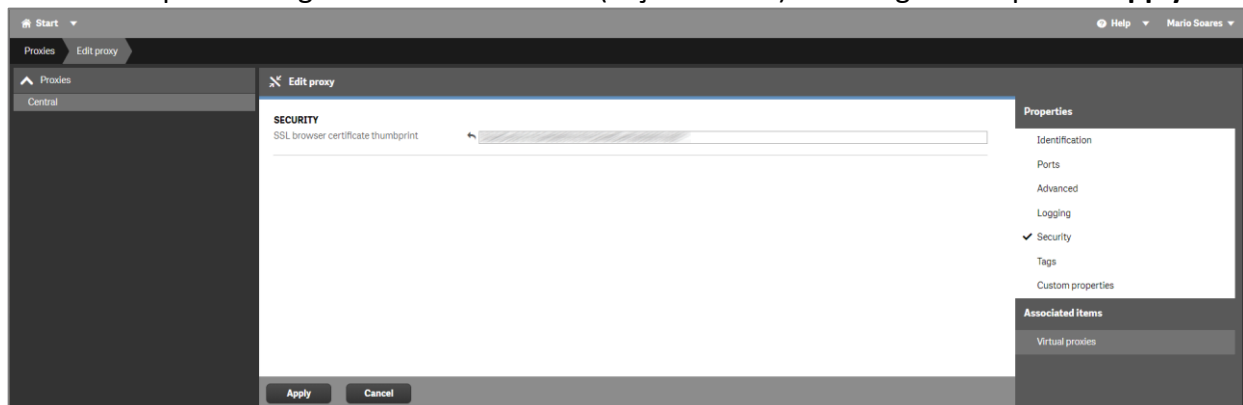 Start Help Mario Soares
Proxies Edit proxy
Proxies
Central
Edit proxy
SECURITY
SSL browser certificate thumbprint
Properties
Identification
Ports
Advanced
Logging
Security
Tags
Custom properties
Associated items
Virtual proxies
Apply Cancel